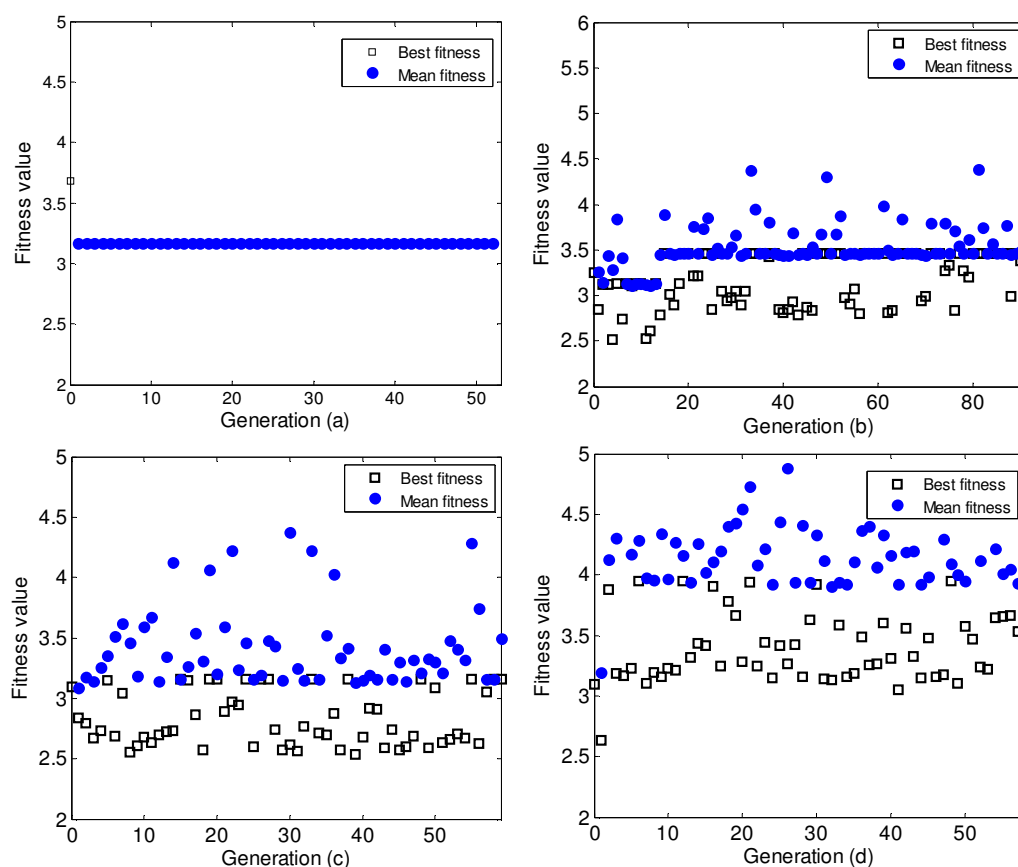 5
4.5
4
3.5
3
2.5
2
Fitness value
0 10 20 30 40 50
Generation (a)
Best fitness
Mean fitness
6
5.5
5
4.5
4
3.5
3
2.5
2
Fitness value
0 20 40 60 80
Generation (b)
Best fitness
Mean fitness
5
4.5
4
3.5
3
2.5
2
Fitness value
0 10 20 30 40 50
Generation (c)
Best fitness
Mean fitness
5
4.5
4
3.5
3
2.5
2
Fitness value
0 10 20 30 40 50
Generation (d)
Best fitness
Mean fitness